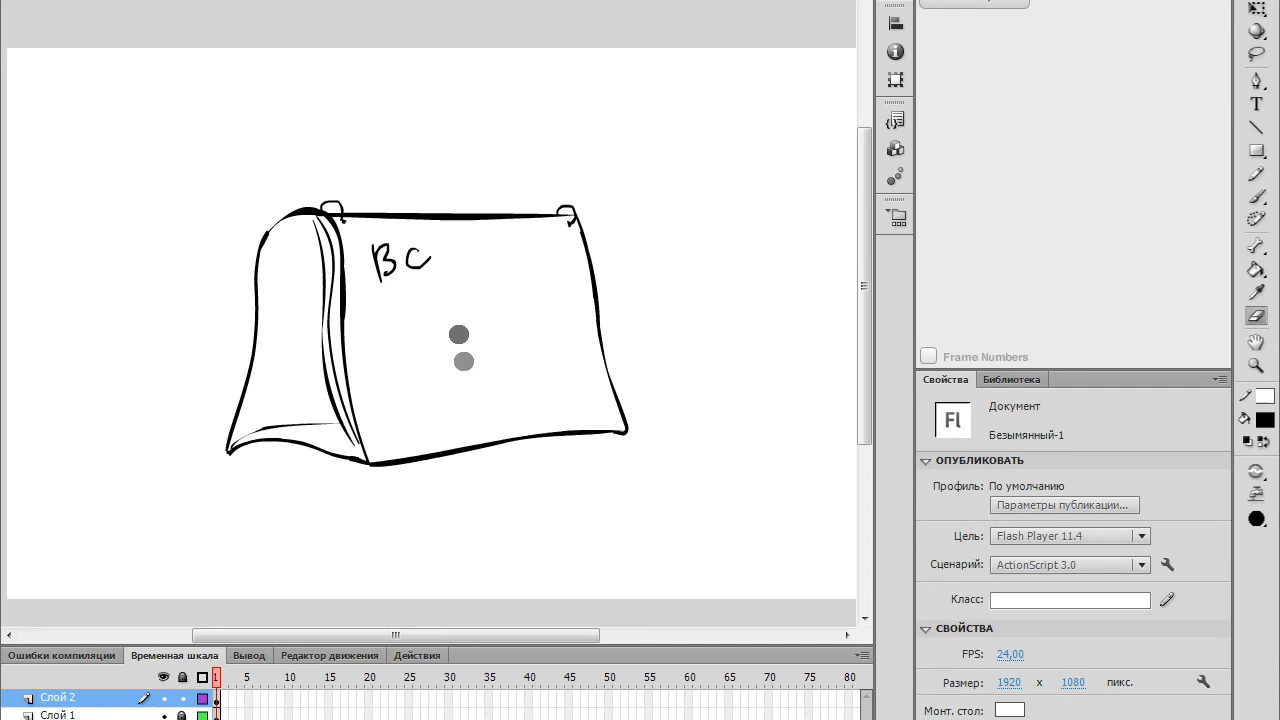 BC
Frame Numbers
Свойства
Библиотека
Fl
Документ
Безымянный-1
ОПУБЛИКОВАТЬ
Профиль: По умолчанию
Параметры публикации...
Цель: Flash Player 11.4
Сценарий: ActionScript 3.0
Класс:
СВОЙСТВА
FPS: 24,00
Размер: 1920 x 1080 пикс.
Монт. стол:
Ошибки компиляции Временная шкала Вывод Редактор движения Действия
1 5 10 15 20 25 30 35 40 45 50 55 60 65 70 75 80
Слой 2
Слой 1